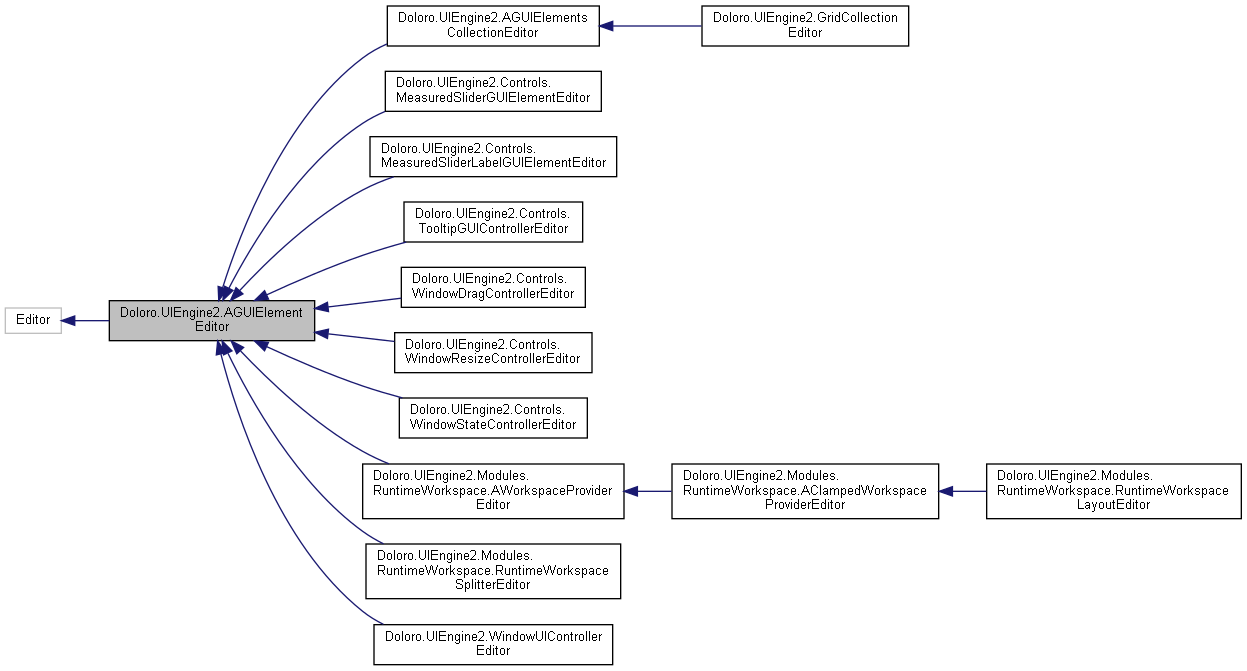 Doloro.UIEngine2.AGUIElements
CollectionEditor
Doloro.UIEngine2.GridCollection
Editor
Doloro.UIEngine2.Controls.
MeasuredSliderGUIElementEditor
Doloro.UIEngine2.Controls.
MeasuredSliderLabelGUIElementEditor
Doloro.UIEngine2.Controls.
TooltipGUIControllerEditor
Doloro.UIEngine2.Controls.
WindowDragControllerEditor
Editor
Doloro.UIEngine2.AGUIElement
Editor
Doloro.UIEngine2.Controls.
WindowResizeControllerEditor
Doloro.UIEngine2.Controls.
WindowStateControllerEditor
Doloro.UIEngine2.Modules.
RuntimeWorkspace.AWorkspaceProvider
Editor
Doloro.UIEngine2.Modules.
RuntimeWorkspace.AClampedWorkspace
ProviderEditor
Doloro.UIEngine2.Modules.
RuntimeWorkspace.RuntimeWorkspace
LayoutEditor
Doloro.UIEngine2.Modules.
RuntimeWorkspace.RuntimeWorkspace
SplitterEditor
Doloro.UIEngine2.WindowUIController
Editor